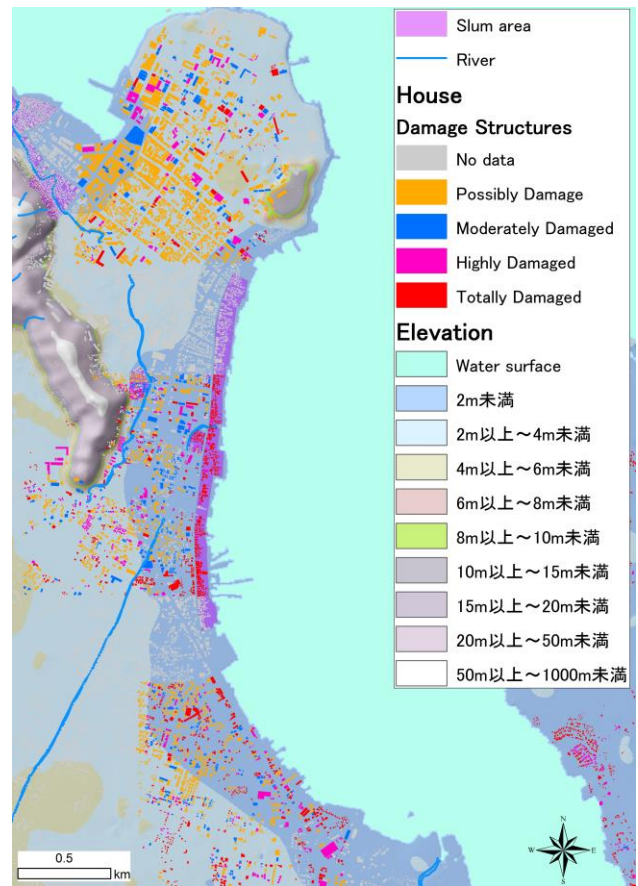 Slum area
River
House
Damage Structures
No data
Possibly Damage
Moderately Damaged
Highly Damaged
Totally Damaged
Elevation
Water surface
2m未満
2m以上~4m未満
4m以上~6m未満
6m以上~8m未満
8m以上~10m未満
10m以上~15m未満
15m以上~20m未満
20m以上~50m未満
50m以上~1000m未満
0.5
km
N
W E
S